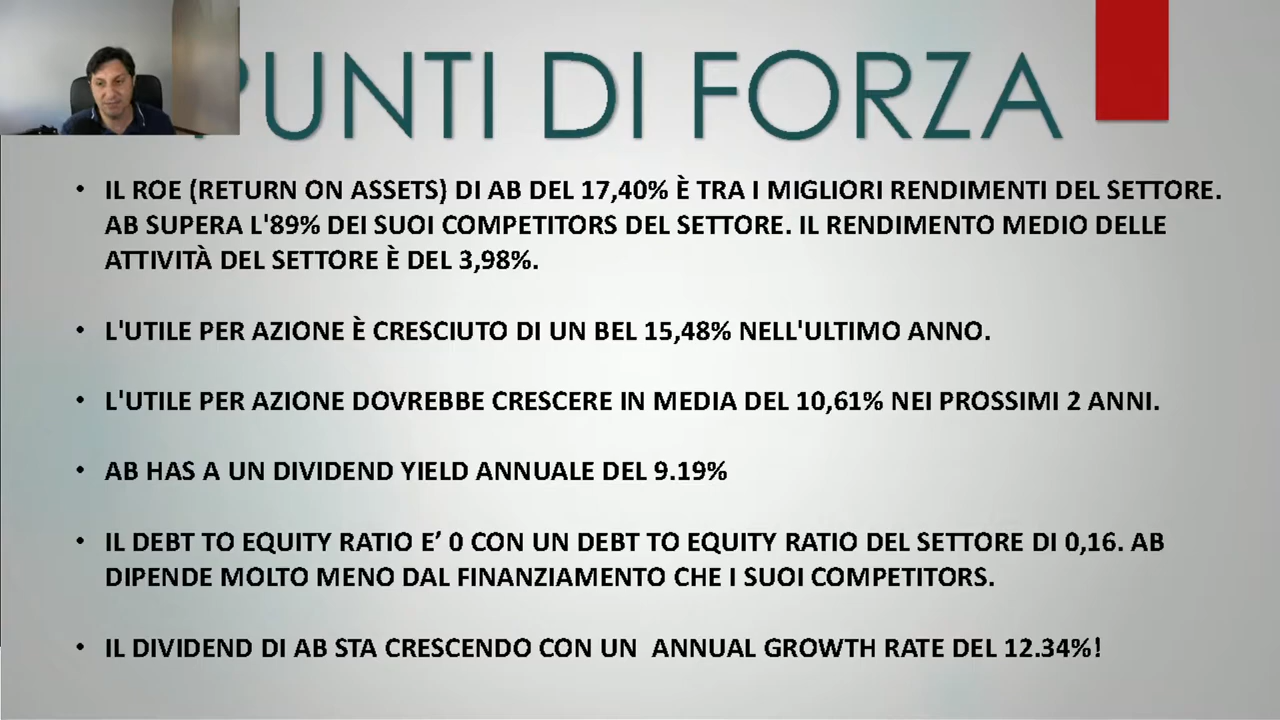 PUNTI DI FORZA
• IL ROE (RETURN ON ASSETS) DI AB DEL 17,40% È TRA I MIGLIORI RENDIMENTI DEL SETTORE.
AB SUPERA L'89% DEI SUOI COMPETITORS DEL SETTORE. IL RENDIMENTO MEDIO DELLE
ATTIVITÀ DEL SETTORE È DEL 3,98%.
• L'UTILE PER AZIONE È CRESCIUTO DI UN BEL 15,48% NELL'ULTIMO ANNO.
• L'UTILE PER AZIONE DOVREBBE CRESCERE IN MEDIA DEL 10,61% NEI PROSSIMI 2 ANNI.
• AB HAS A UN DIVIDEND YIELD ANNUALE DEL 9.19%
• IL DEBT TO EQUITY RATIO E’ 0 CON UN DEBT TO EQUITY RATIO DEL SETTORE DI 0,16. AB
DIPENDE MOLTO MENO DAL FINANZIAMENTO CHE I SUOI COMPETITORS.
• IL DIVIDEND DI AB STA CRESCENDO CON UN  ANNUAL GROWTH RATE DEL 12.34%!